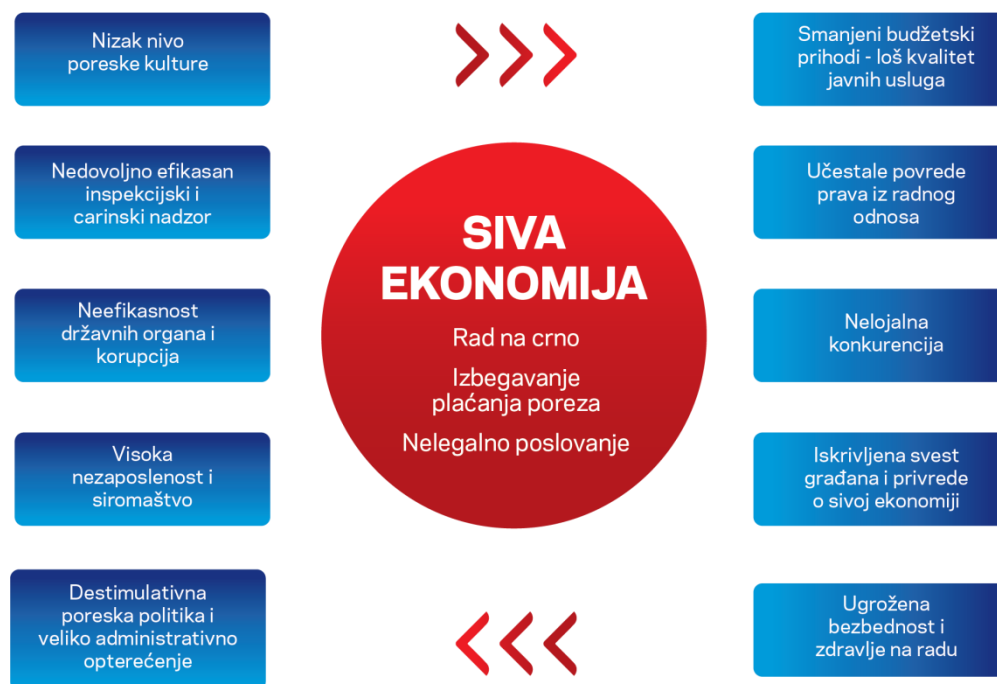 Nizak nivo
poreske kulture
Nedovoljno efikasan
inspekcijski i
carinski nadzor
Neefikasnost
državnih organa i
korupcija
Visoka
nezaposlenost i
siromaštvo
Destimulativna
poreska politika i
veliko administrativno
opterećenje
SIVA
EKONOMIJA
Rad na crno
Izbegavanje
plaćanja poreza
Nelegalno poslovanje
Smanjeni budžetski
prihodi - loš kvalitet
javnih usluga
Učestale povrede
prava iz radnog
odnosa
Nelojalna
konkurencija
Iskrivljena svest
građana i privrede
o sivoj ekonomiji
Ugrožena
bezbednost i
zdravlje na radu